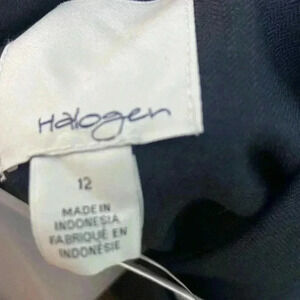 Halogen
12
MADE IN
INDONESIA
FABRIQUÉ EN
INDONÉSIE